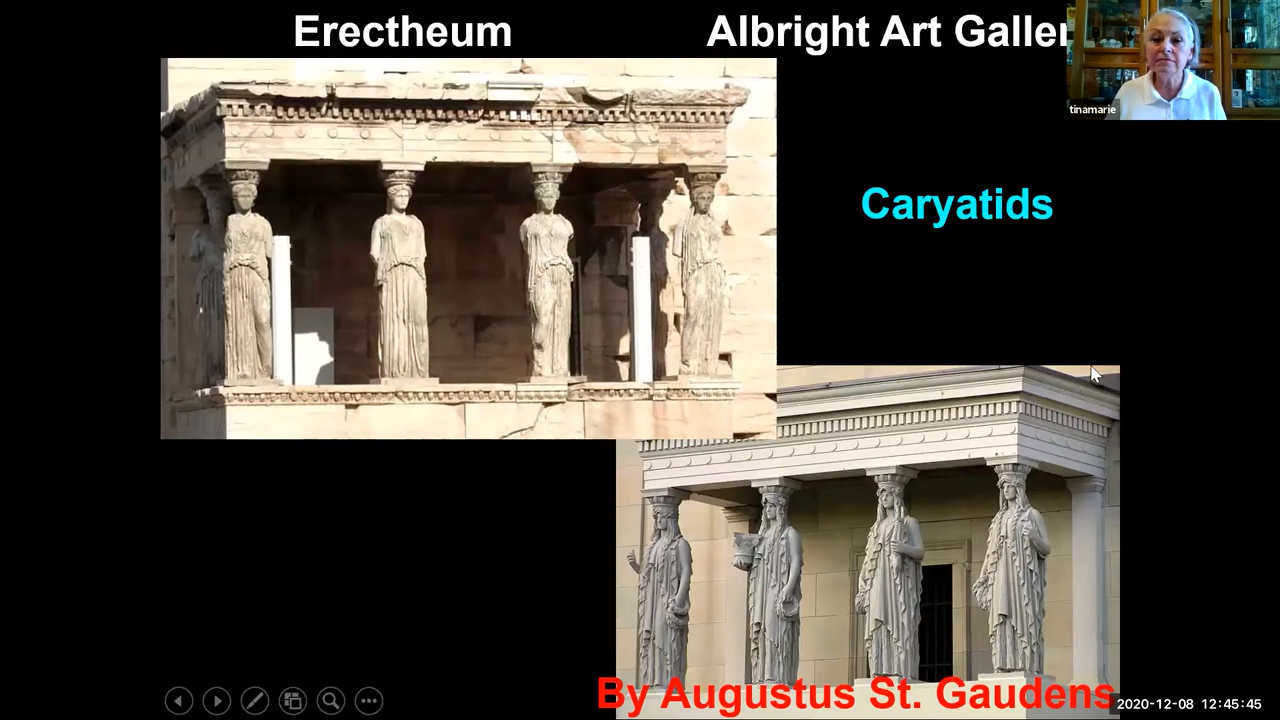 Erectheum
Albright Art Galler
tinamarie
Caryatids
By Augustus St. Gaudens
2020-12-08 12:45:45